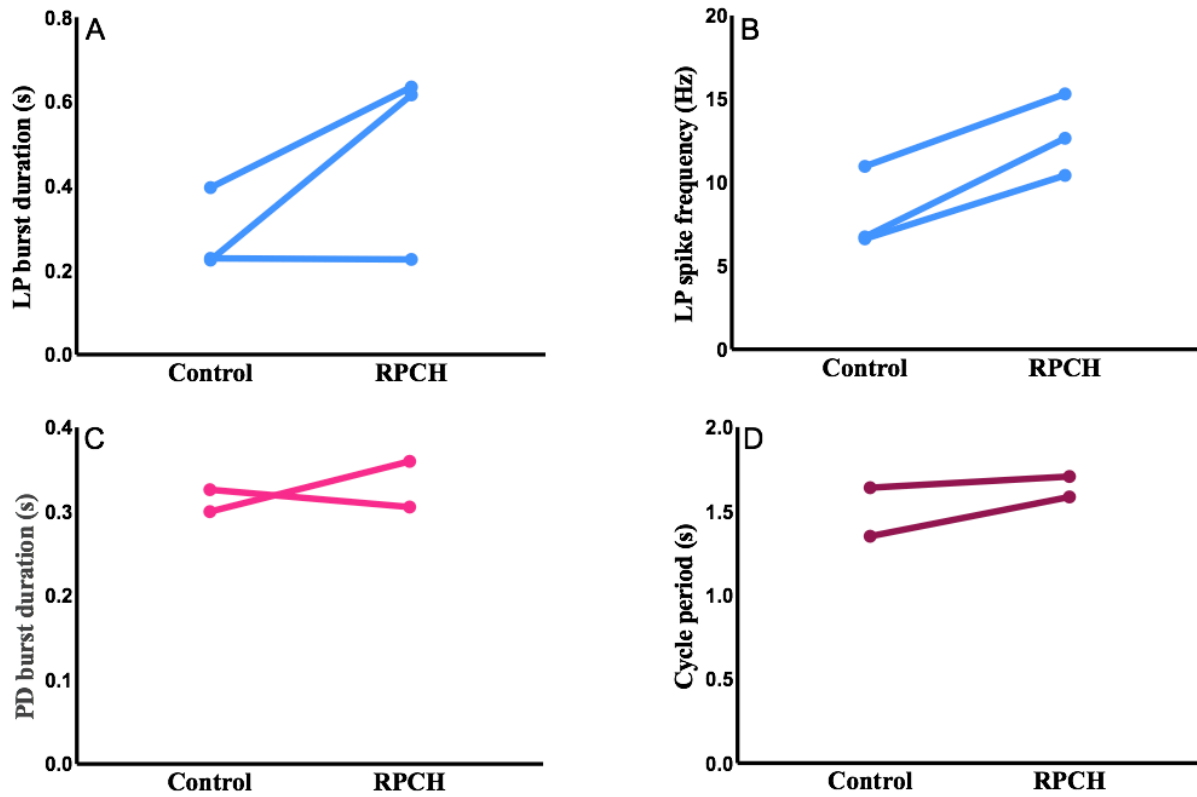 A
LP burst duration (s)
0.8
0.6
0.4
0.2
0.0
Control RPCH
B
LP spike frequency (Hz)
20
15
10
5
0
Control RPCH
C
PD burst duration (s)
0.4
0.3
0.2
0.1
0.0
Control RPCH
D
Cycle period (s)
2.0
1.5
1.0
0.5
0.0
Control RPCH